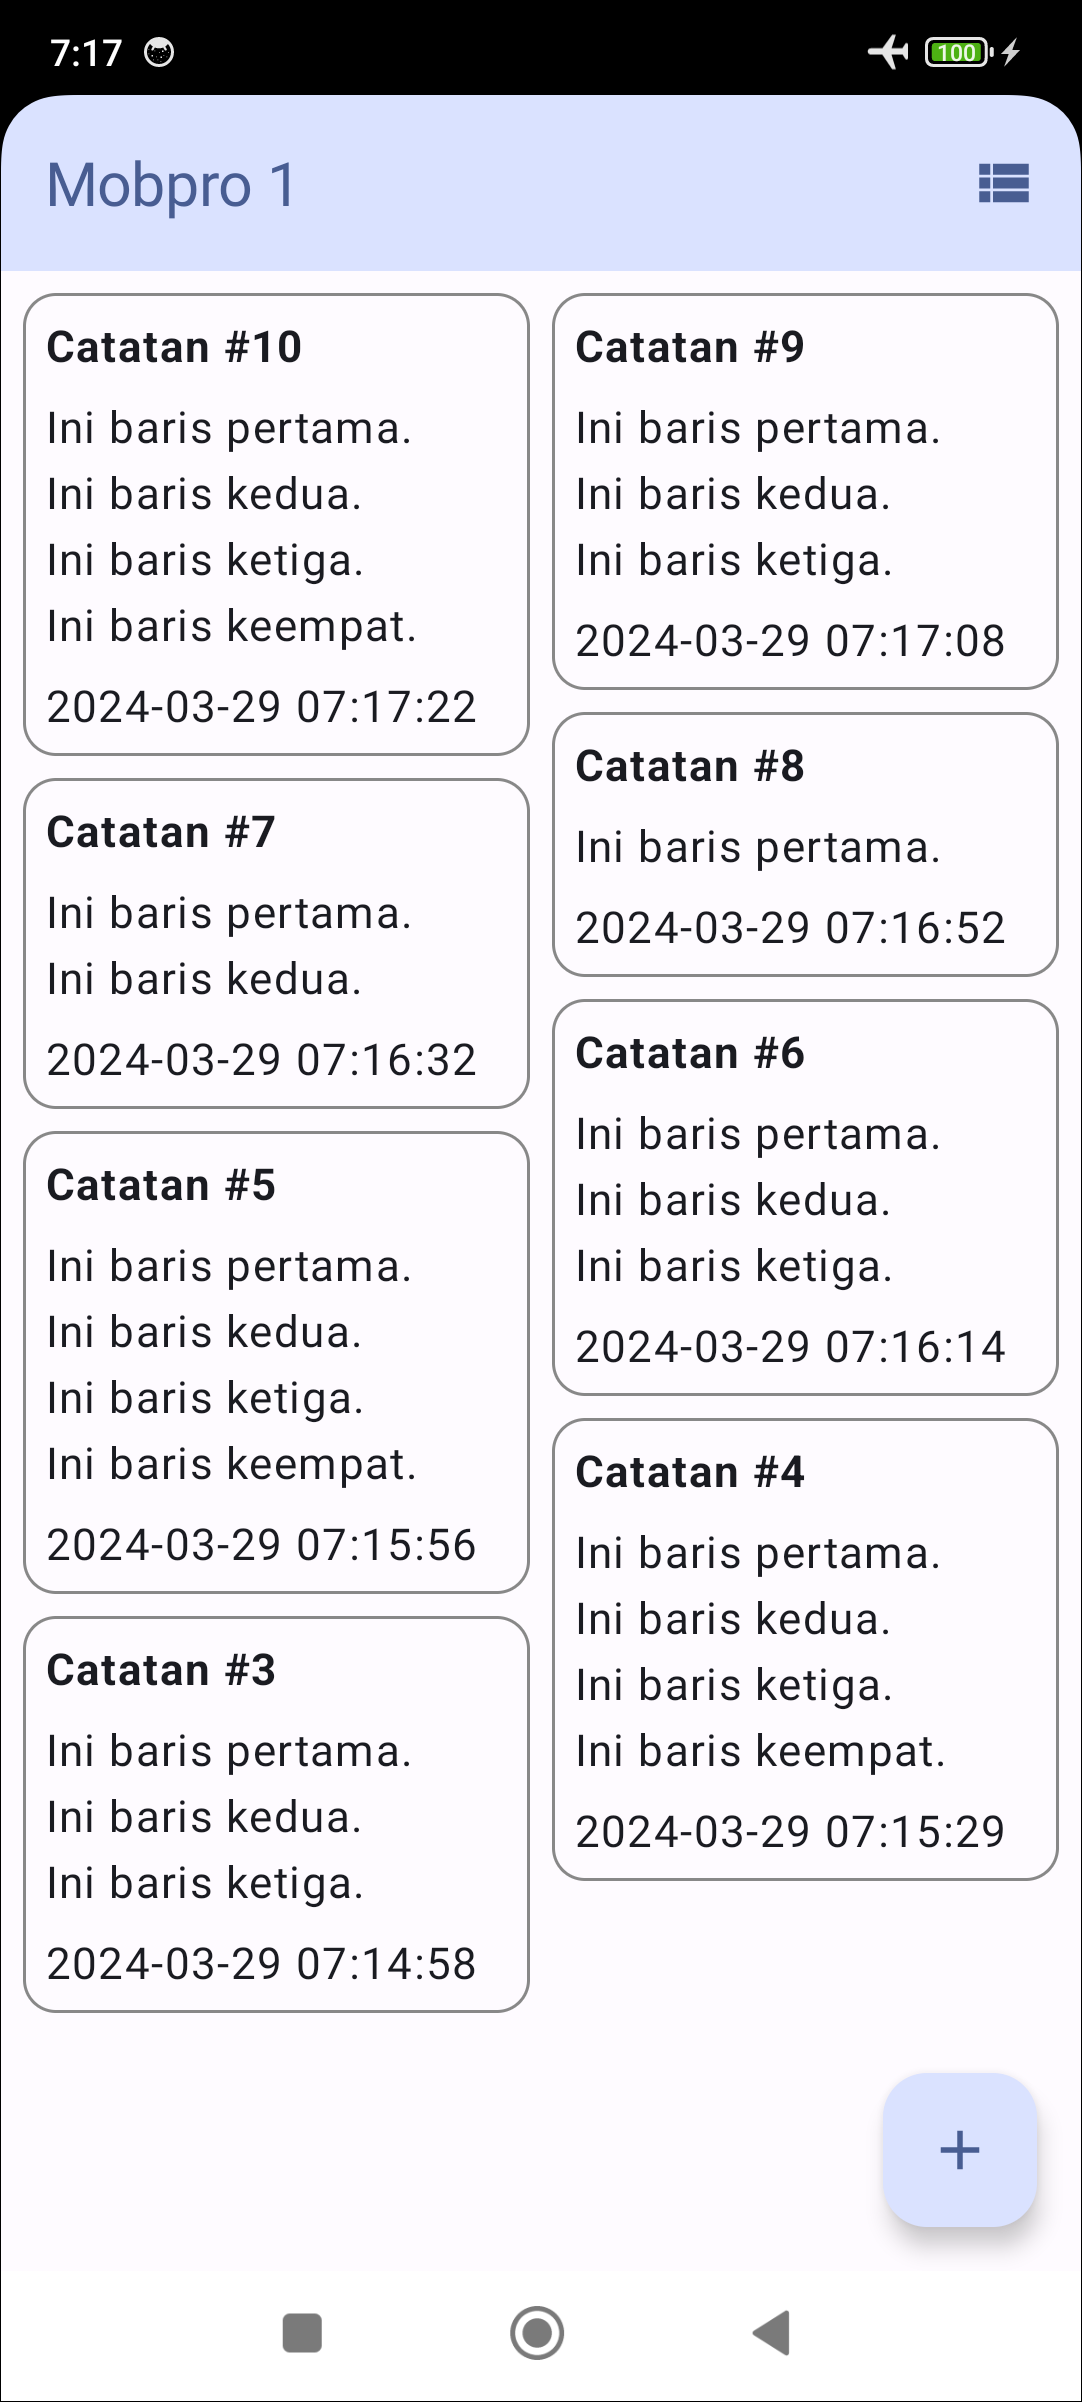 7:17
100
Mobpro 1
Catatan #10
Ini baris pertama.
Ini baris kedua.
Ini baris ketiga.
Ini baris keempat.
2024-03-29 07:17:22
Catatan #9
Ini baris pertama.
Ini baris kedua.
Ini baris ketiga.
2024-03-29 07:17:08
Catatan #8
Ini baris pertama.
2024-03-29 07:16:52
Catatan #7
Ini baris pertama.
Ini baris kedua.
2024-03-29 07:16:32
Catatan #6
Ini baris pertama.
Ini baris kedua.
Ini baris ketiga.
2024-03-29 07:16:14
Catatan #5
Ini baris pertama.
Ini baris kedua.
Ini baris ketiga.
Ini baris keempat.
2024-03-29 07:15:56
Catatan #4
Ini baris pertama.
Ini baris kedua.
Ini baris ketiga.
Ini baris keempat.
2024-03-29 07:15:29
Catatan #3
Ini baris pertama.
Ini baris kedua.
Ini baris ketiga.
2024-03-29 07:14:58